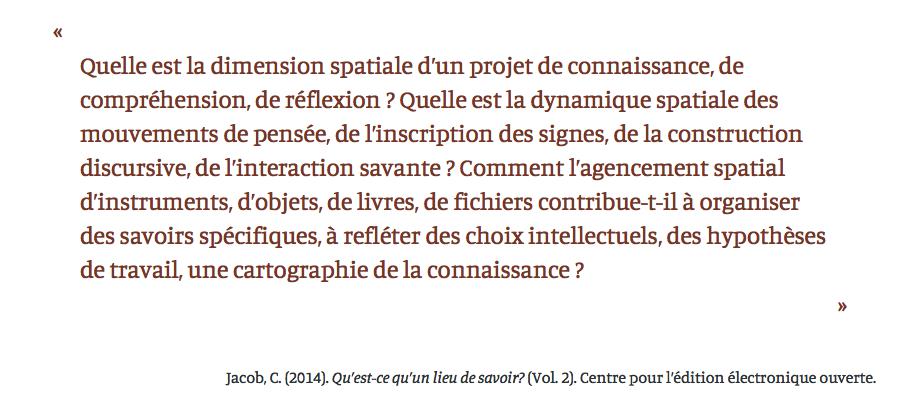 «
Quelle est la dimension spatiale d’un projet de connaissance, de
compréhension, de réflexion ? Quelle est la dynamique spatiale des
mouvements de pensée, de l’inscription des signes, de la construction
discursive, de l’interaction savante ? Comment l’agencement spatial
d’instruments, d’objets, de livres, de fichiers contribue-t-il à organiser
des savoirs spécifiques, à refléter des choix intellectuels, des hypothèses
de travail, une cartographie de la connaissance ?
»
Jacob, C. (2014). Qu’est-ce qu’un lieu de savoir? (Vol. 2). Centre pour l’édition électronique ouverte.